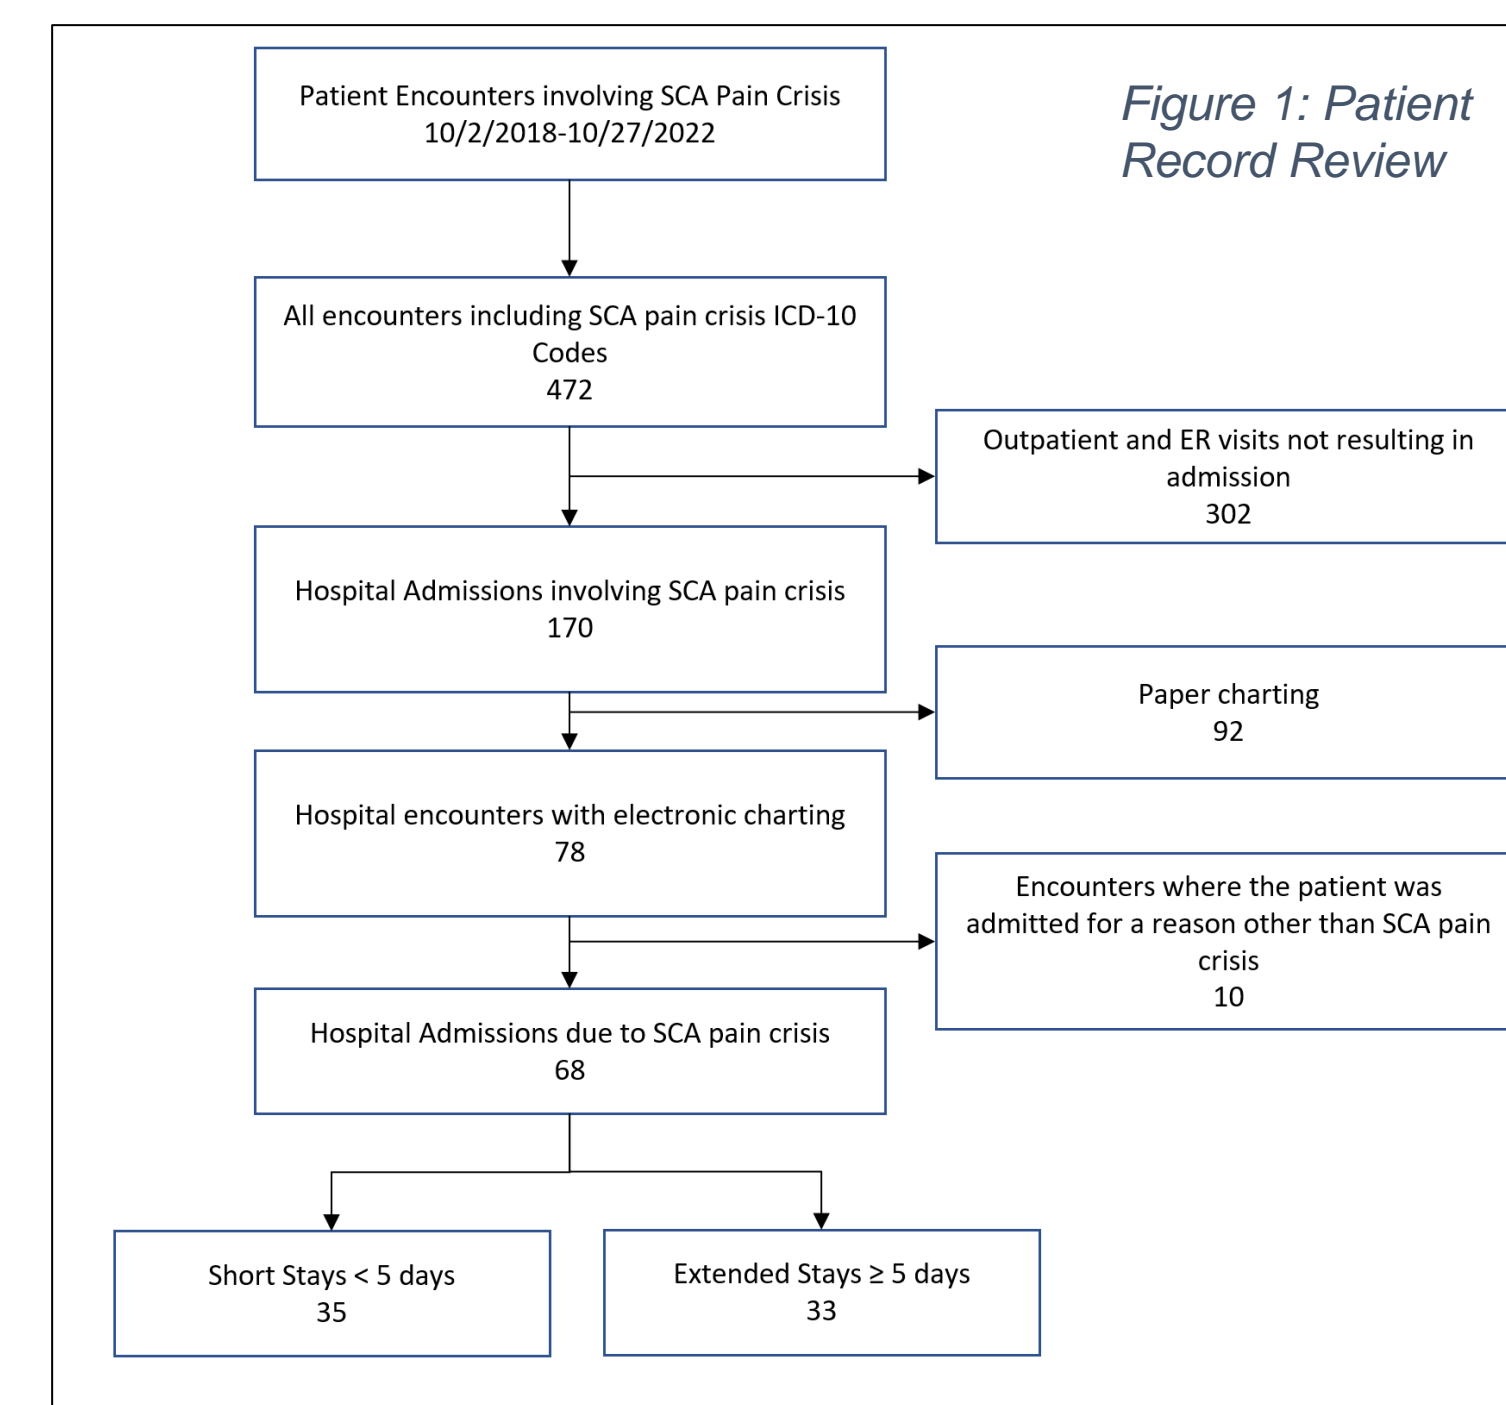 Patient Encounters involving SCA Pain Crisis
10/2/2018-10/27/2022
Figure 1: Patient
Record Review
All encounters including SCA pain crisis ICD-10
Codes
472
Outpatient and ER visits not resulting in
admission
302
Hospital Admissions involving SCA pain crisis
170
Paper charting
92
Hospital encounters with electronic charting
78
Encounters where the patient was
admitted for a reason other than SCA pain
crisis
10
Hospital Admissions due to SCA pain crisis
68
Short Stays < 5 days
35
Extended Stays ≥ 5 days
33